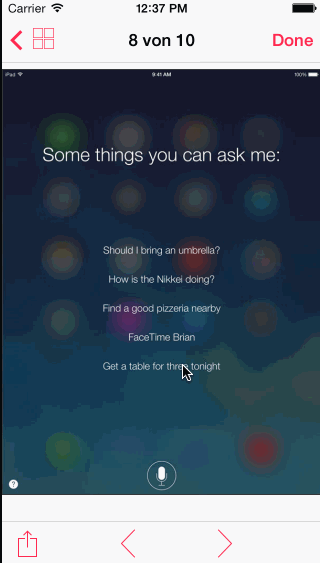 Carrier 12:37 PM
8 von 10 Done
iPad 9:41 AM 100%
Some things you can ask me:
Should I bring an umbrella?
How is the Nikkei doing?
Find a good pizzeria nearby
FaceTime Brian
Get a table for three tonight
?